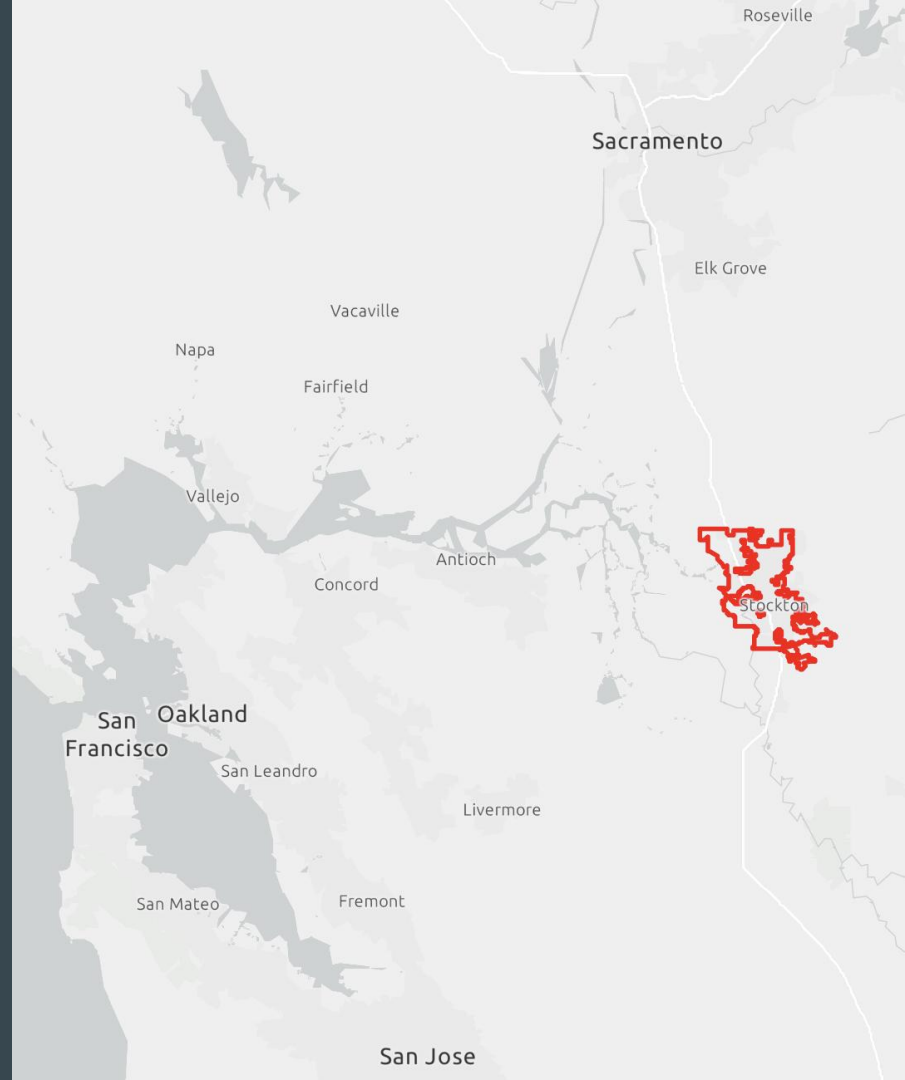 Roseville
Sacramento
Elk Grove
Vacaville
Napa
Fairfield
Vallejo
Antioch
Concord
Stockton
San
Francisco
Oakland
San Leandro
Livermore
San Mateo
Fremont
San Jose